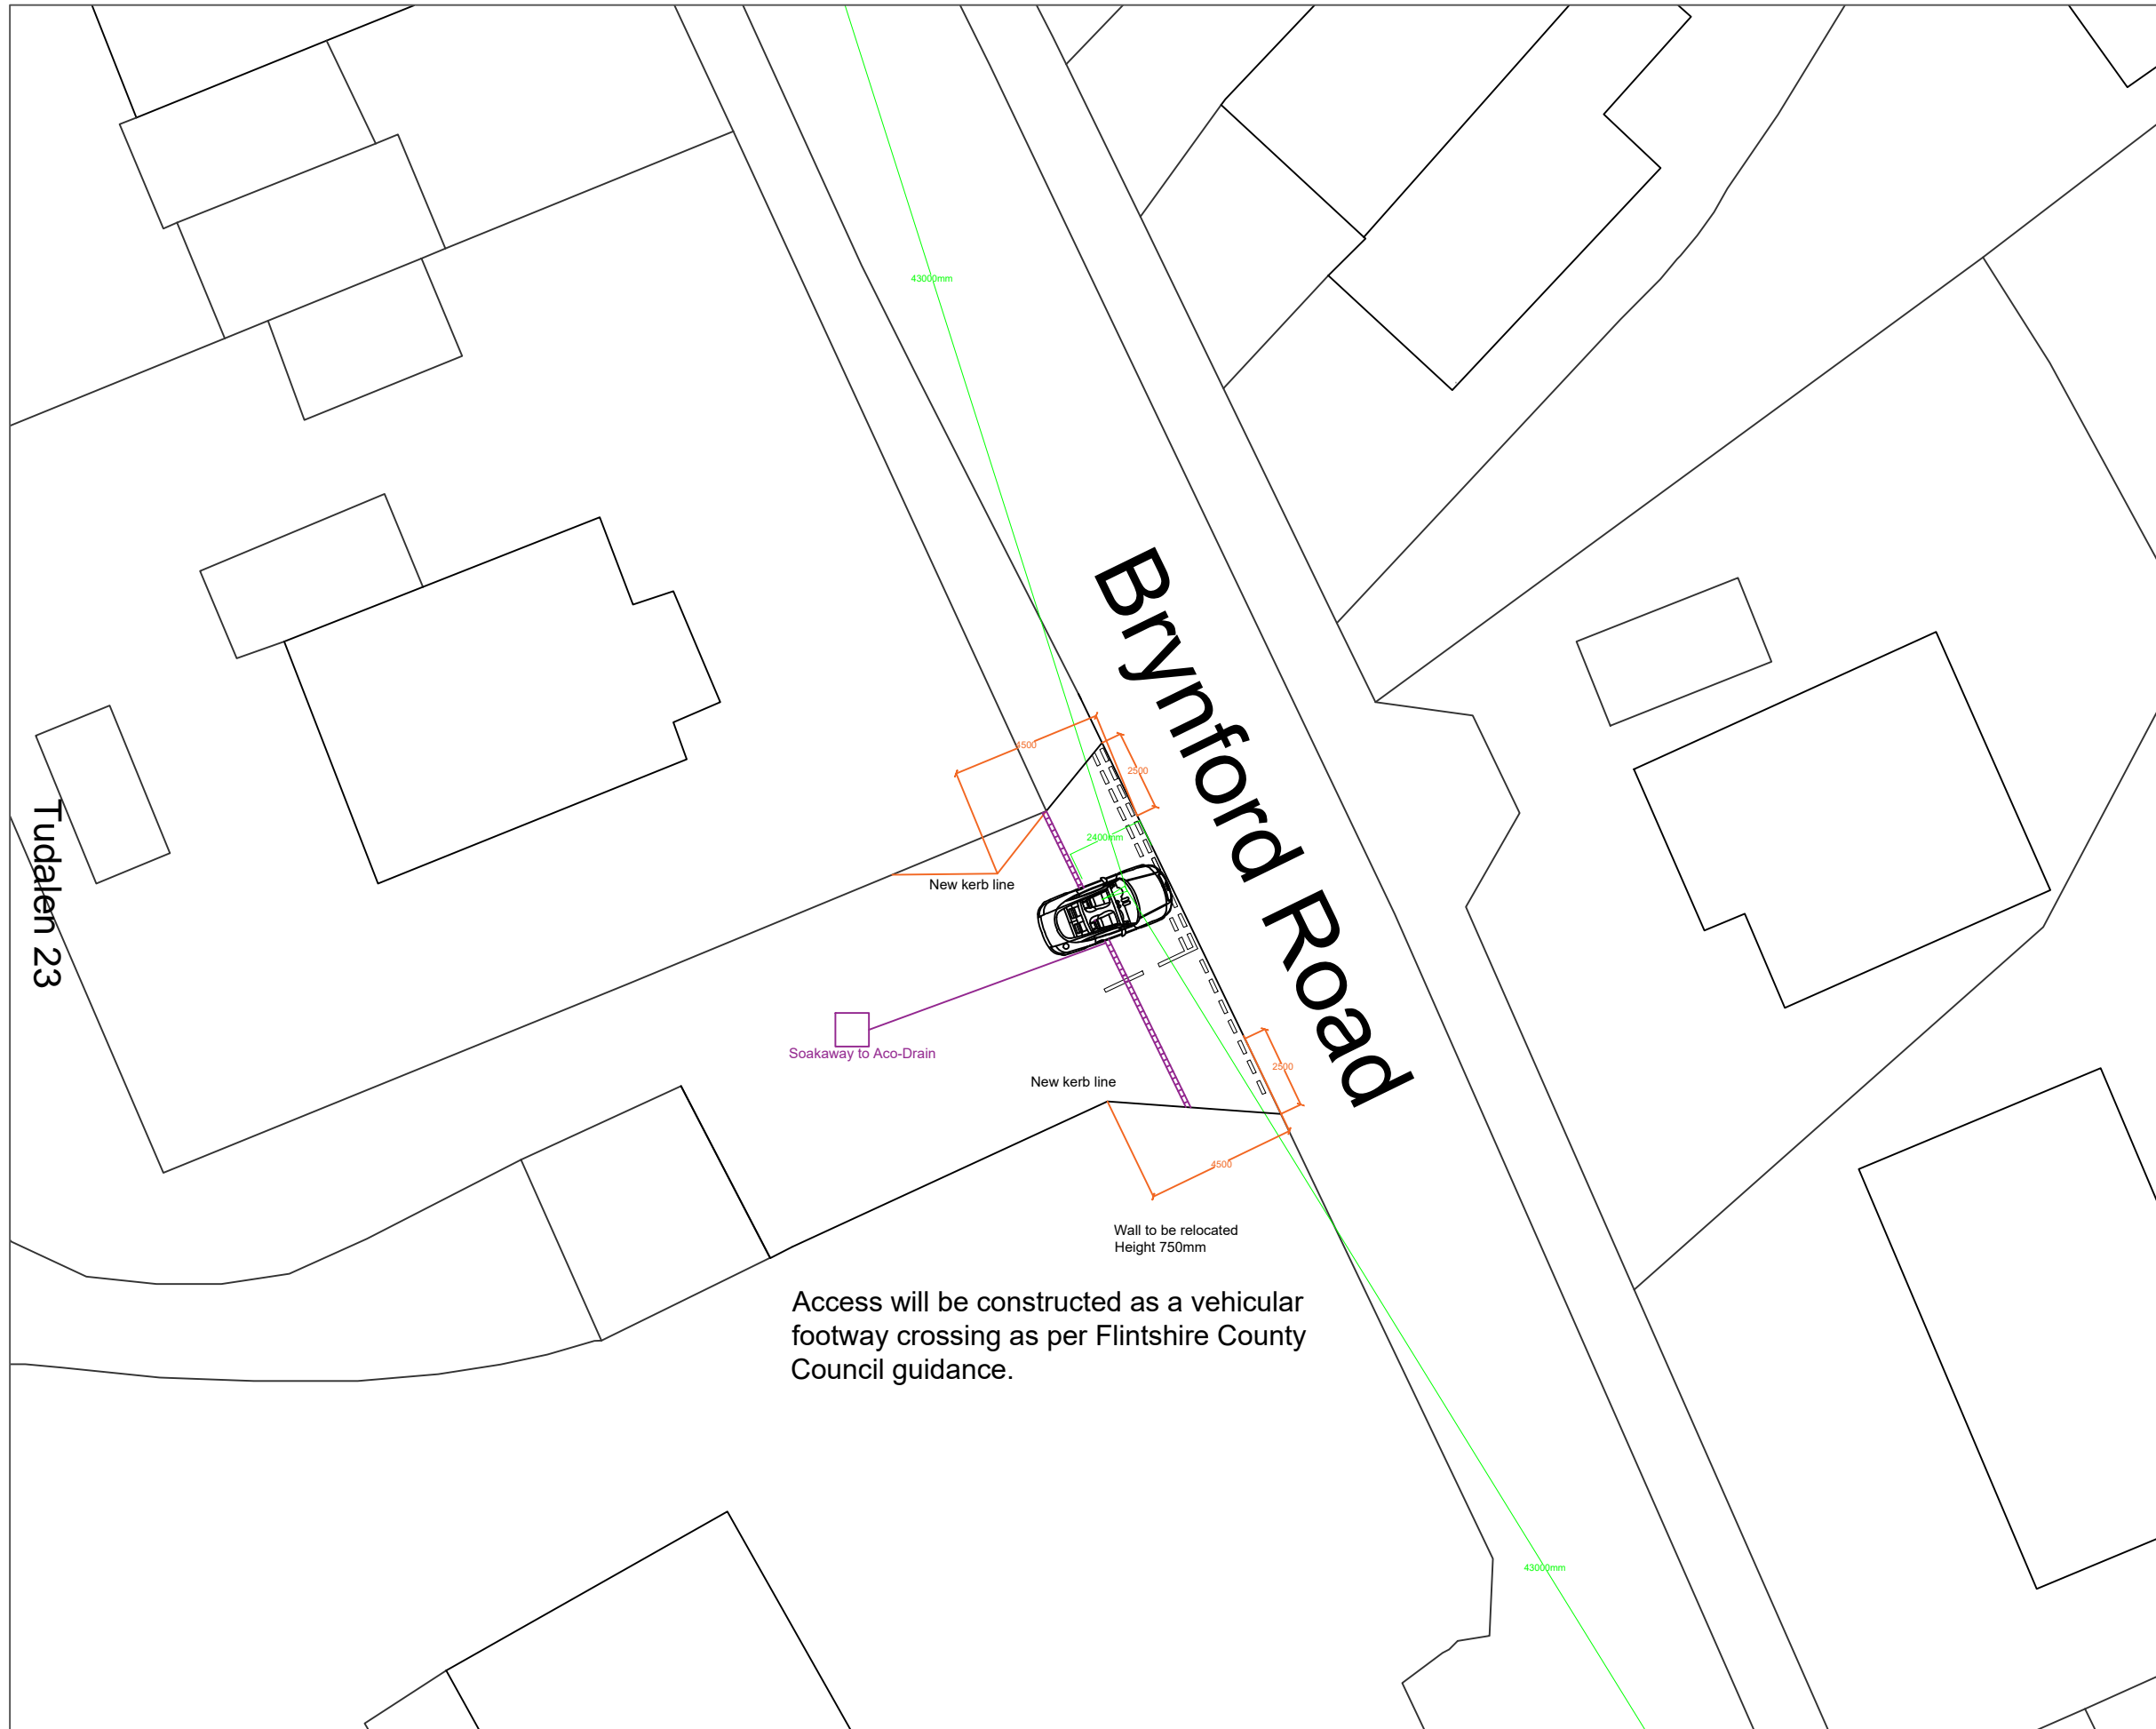 43000mm
Brynford Road
4500
2500
2400mm
New kerb line
Tudalen 23
Soakaway to Aco-Drain
2500
New kerb line
4500
Wall to be relocated
Height 750mm
Access will be constructed as a vehicular
footway crossing as per Flintshire County
Council guidance.
43000mm